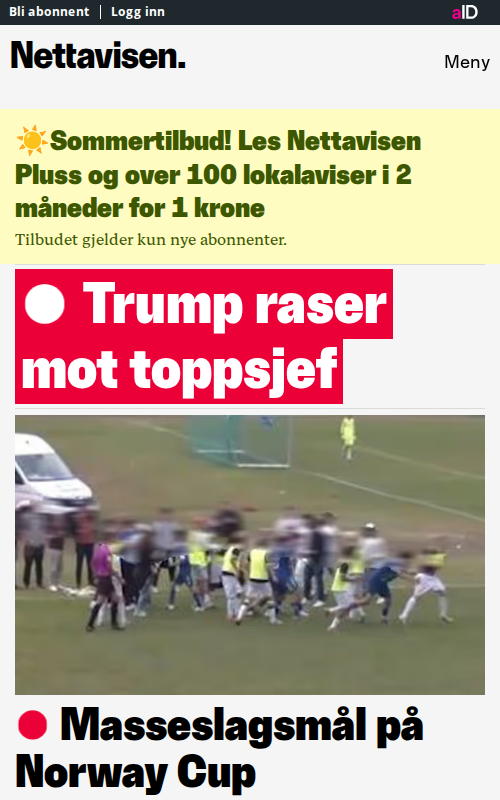 Bli abonnent | Logg inn
aID
Nettavisen.
Meny
☀️Sommertilbud! Les Nettavisen
Pluss og over 100 lokalaviser i 2
måneder for 1 krone
Tilbudet gjelder kun nye abonnenter.
Trump raser
mot toppsjef
Masseslagsmål på
Norway Cup